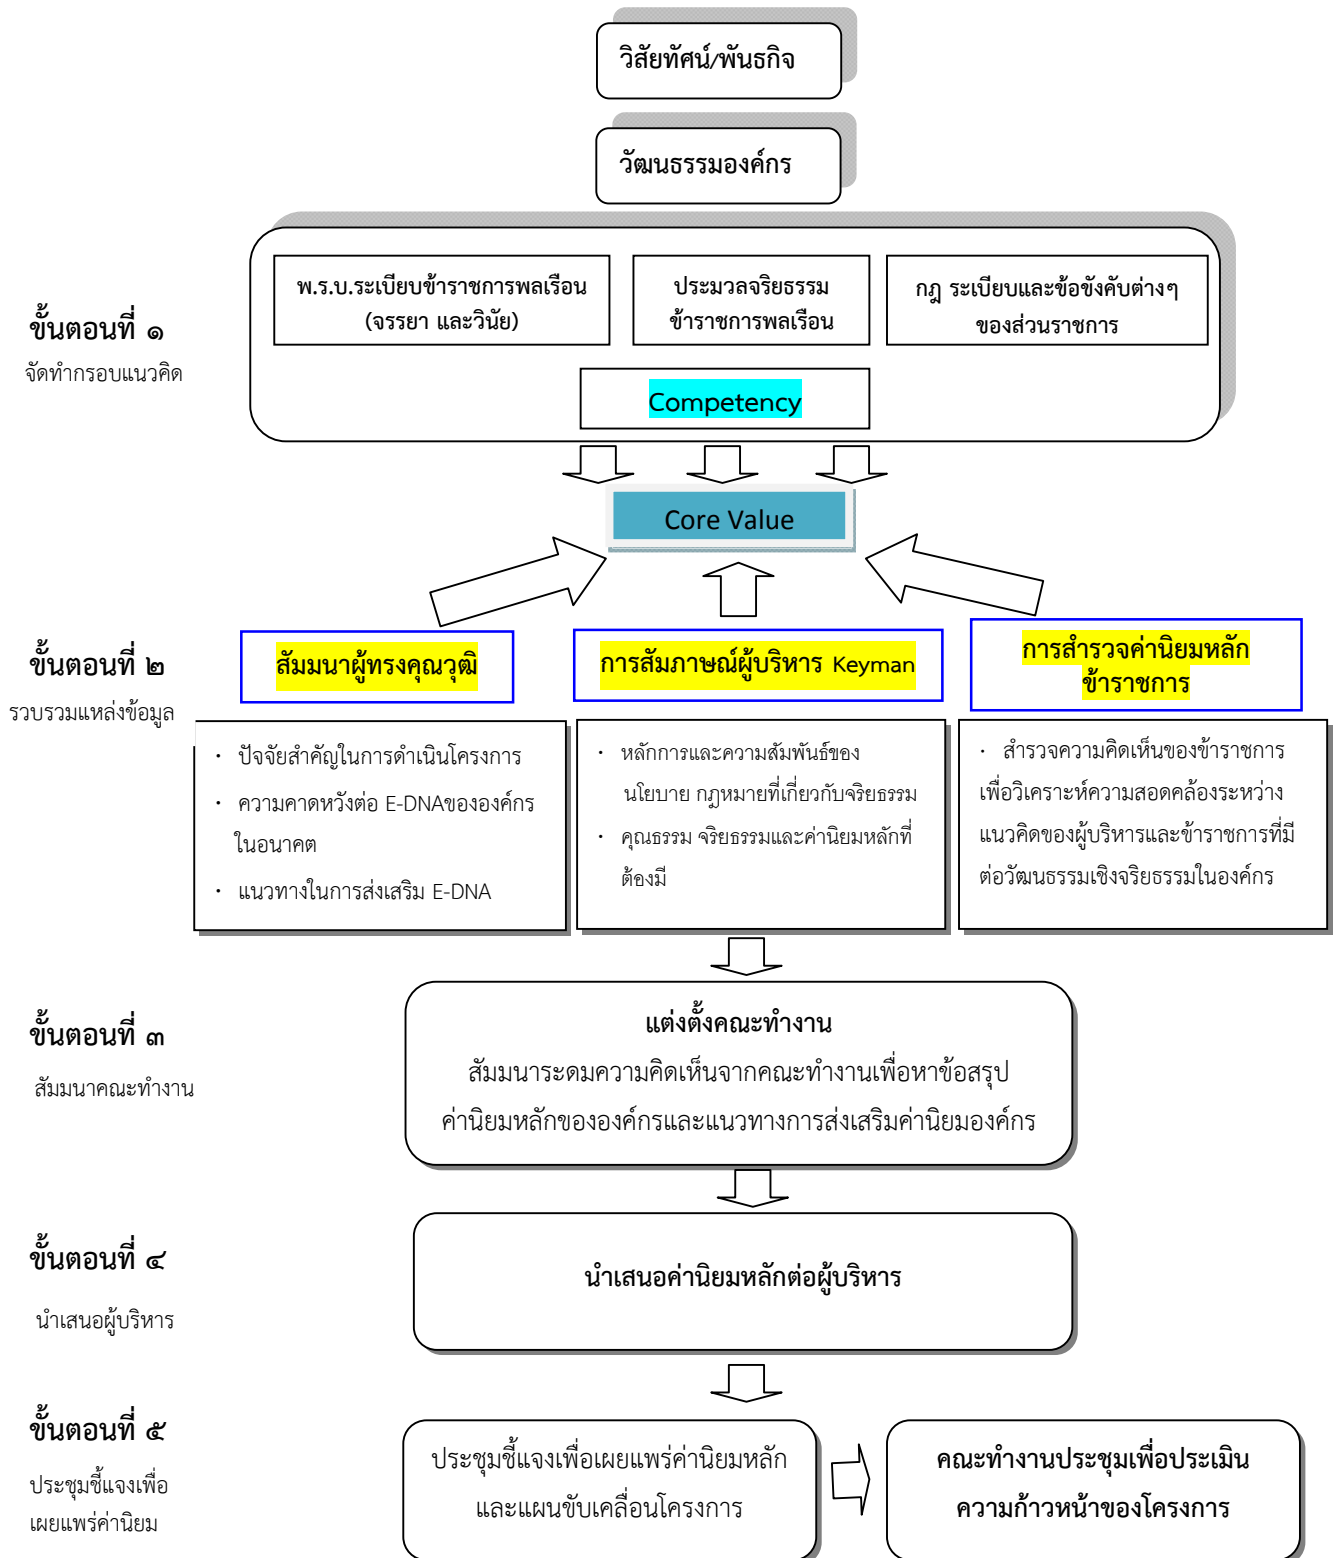 วิสัยทัศน์/พันธกิจ
วัฒนธรรมองค์กร
ขั้นตอนที่ ๑
จัดทำกรอบแนวคิด
พ.ร.บ.ระเบียบข้าราชการพลเรือน
(จรรยา และวินัย)
ประมวลจริยธรรม
ข้าราชการพลเรือน
กฎ ระเบียบและข้อขังคับต่างๆ
ของส่วนราชการ
Competency
Core Value
ขั้นตอนที่ ๒
รวบรวมแหล่งข้อมูล
สัมมนาผู้ทรงคุณวุฒิ
การสัมภาษณ์ผู้บริหาร Keyman
การสำรวจค่านิยมหลัก
ข้าราชการ
· ปัจจัยสำคัญในการดำเนินโครงการ
· ความคาดหวังต่อ E-DNAขององค์กร
ในอนาคต
· แนวทางในการส่งเสริม E-DNA
· หลักการและความสัมพันธ์ของ
นโยบาย กฎหมายที่เกี่ยวกับจริยธรรม
· คุณธรรม จริยธรรมและค่านิยมหลักที่
ต้องมี
· สำรวจความคิดเห็นของข้าราชการ
เพื่อวิเคราะห์ความสอดคล้องระหว่าง
แนวคิดของผู้บริหารและข้าราชการที่มี
ต่อวัฒนธรรมเชิงจริยธรรมในองค์กร
ขั้นตอนที่ ๓
สัมมนาคณะทำงาน
แต่งตั้งคณะทำงาน
สัมมนาระดมความคิดเห็นจากคณะทำงานเพื่อหาข้อสรุป
ค่านิยมหลักขององค์กรและแนวทางการส่งเสริมค่านิยมองค์กร
ขั้นตอนที่ ๔
นำเสนอผู้บริหาร
นำเสนอค่านิยมหลักต่อผู้บริหาร
ขั้นตอนที่ ๕
ประชุมชี้แจงเพื่อ
เผยแพร่ค่านิยม
ประชุมชี้แจงเพื่อเผยแพร่ค่านิยมหลัก
และแผนขับเคลื่อนโครงการ
คณะทำงานประชุมเพื่อประเมิน
ความก้าวหน้าของโครงการ